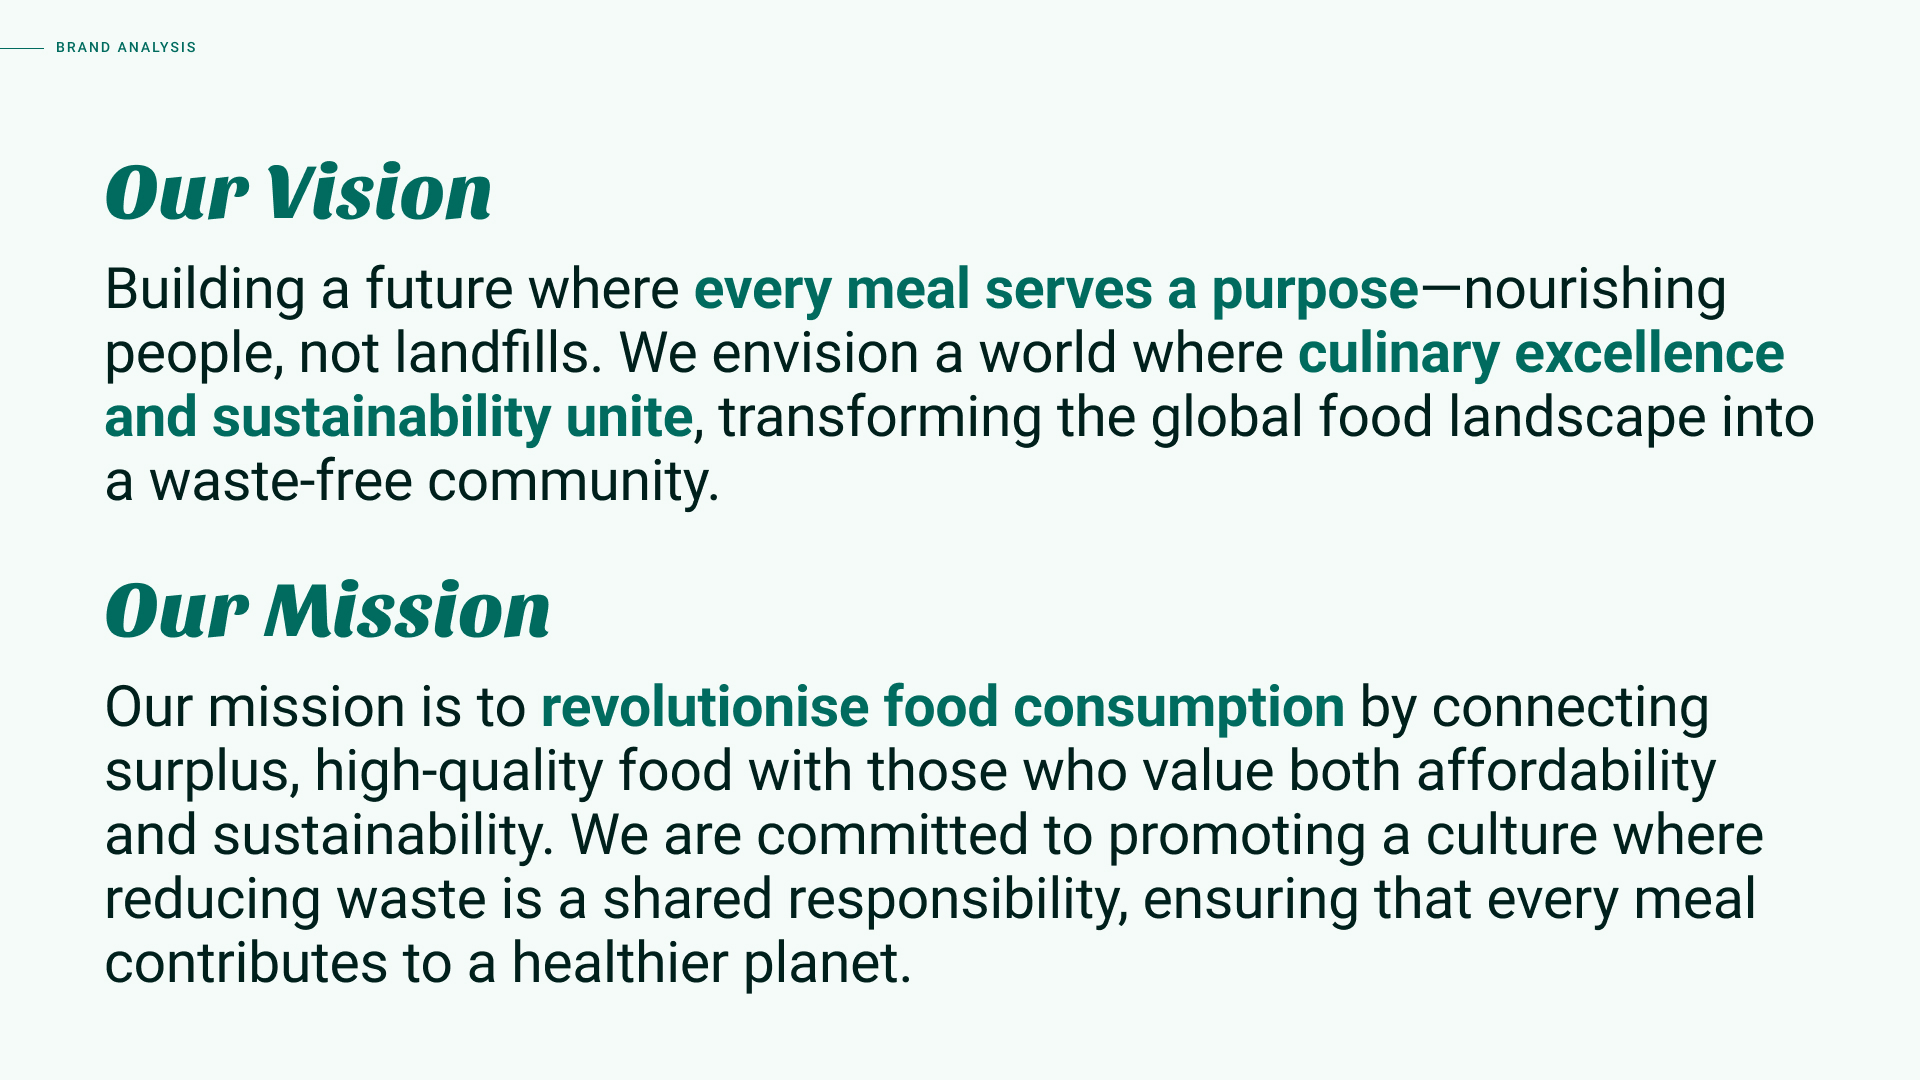 BRAND ANALYSIS
Our Vision
Building a future where every meal serves a purpose—nourishing
people, not landfills. We envision a world where culinary excellence
and sustainability unite, transforming the global food landscape into
a waste-free community.
Our Mission
Our mission is to revolutionise food consumption by connecting
surplus, high-quality food with those who value both affordability
and sustainability. We are committed to promoting a culture where
reducing waste is a shared responsibility, ensuring that every meal
contributes to a healthier planet.